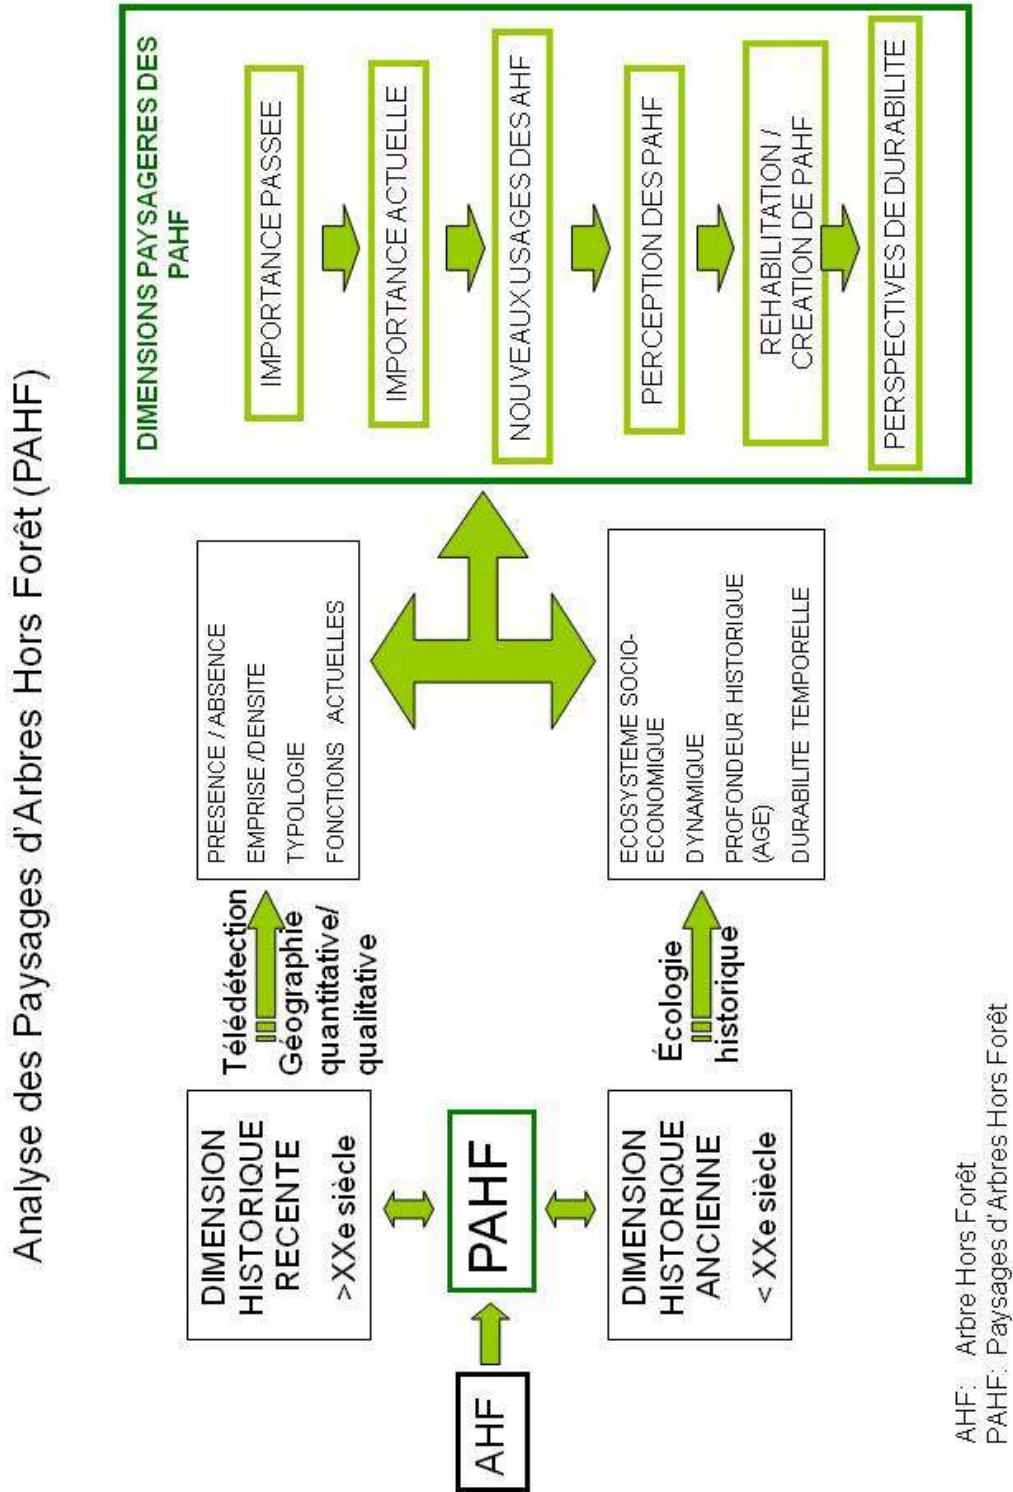 Analyse des Paysages d'Arbres Hors Forêt (PAHF)
AHF
PAHF
DIMENSION
HISTORIQUE
RECENTE
>XXe siècle
DIMENSION
HISTORIQUE
ANCIENNE
< XXe siècle
Télédétection
Géographie
quantitative/
qualitative
Écologie
historique
PRESENCE / ABSENCE
EMPRISE /DENSITE
TYPOLOGIE
FONCTIONS ACTUELLES
ECOSYSTEME SOCIO-
ECONOMIQUE
DYNAMIQUE
PROFONDEUR HISTORIQUE
(AGE)
DURABILITE TEMPORELLE
DIMENSIONS PAYSAGERES DES
PAHF
IMPORTANCE PASSEE
IMPORTANCE ACTUELLE
NOUVEAUX USAGES DES AHF
PERCEPTION DES PAHF
REHABILITATION /
CREATION DE PAHF
PERSPECTIVES DE DURABILITE
AHF: Arbre Hors Forêt
PAHF: Paysages d'Arbres Hors Forêt